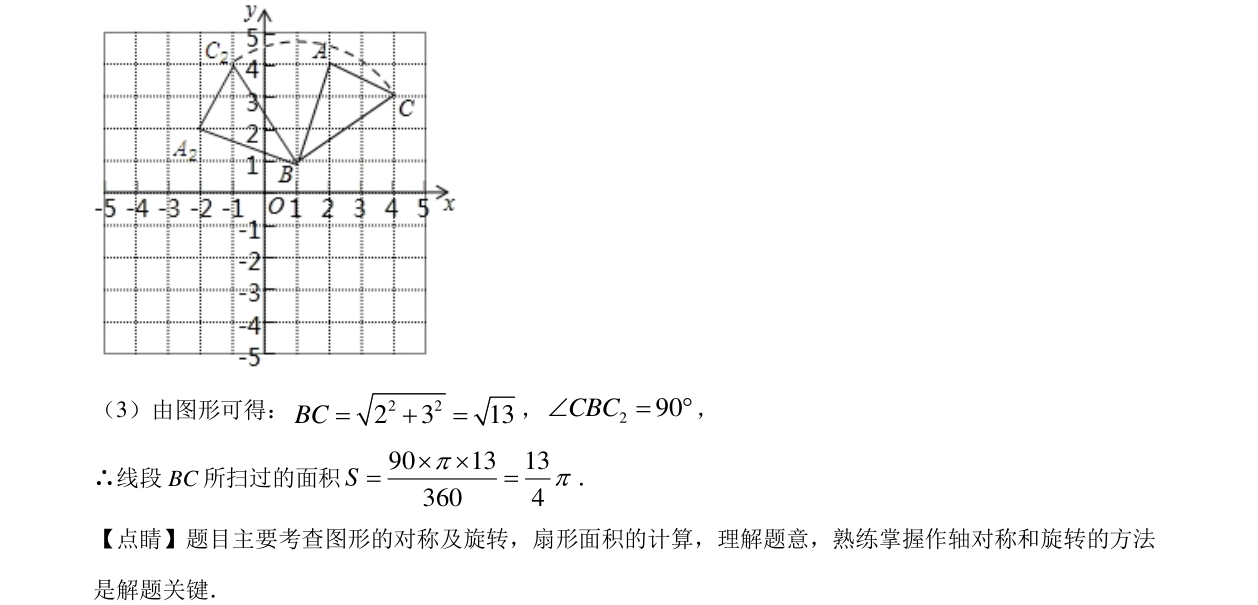 y
5
C₂ A
4
3 C
2
A₂
1 B
-5 -4 -3 -2 -1 O 1 2 3 4 5 x
-1
-2
-3
-4
-5
（3）由图形可得： BC = √(2² + 3²) = √13 ，∠CBC₂ = 90° ，
∴线段 BC 所扫过的面积 S = 90×π×13/360 = 13/4 π ．
【点睛】题目主要考查图形的对称及旋转，扇形面积的计算，理解题意，熟练掌握作轴对称和旋转的方法
是解题关键．